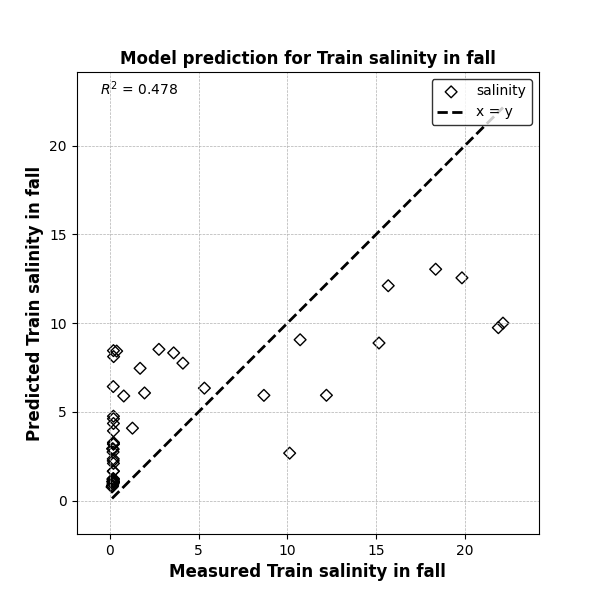 Model prediction for Train salinity in fall
R² = 0.478
salinity
x = y
Predicted Train salinity in fall
20
15
10
5
0
0 5 10 15 20
Measured Train salinity in fall